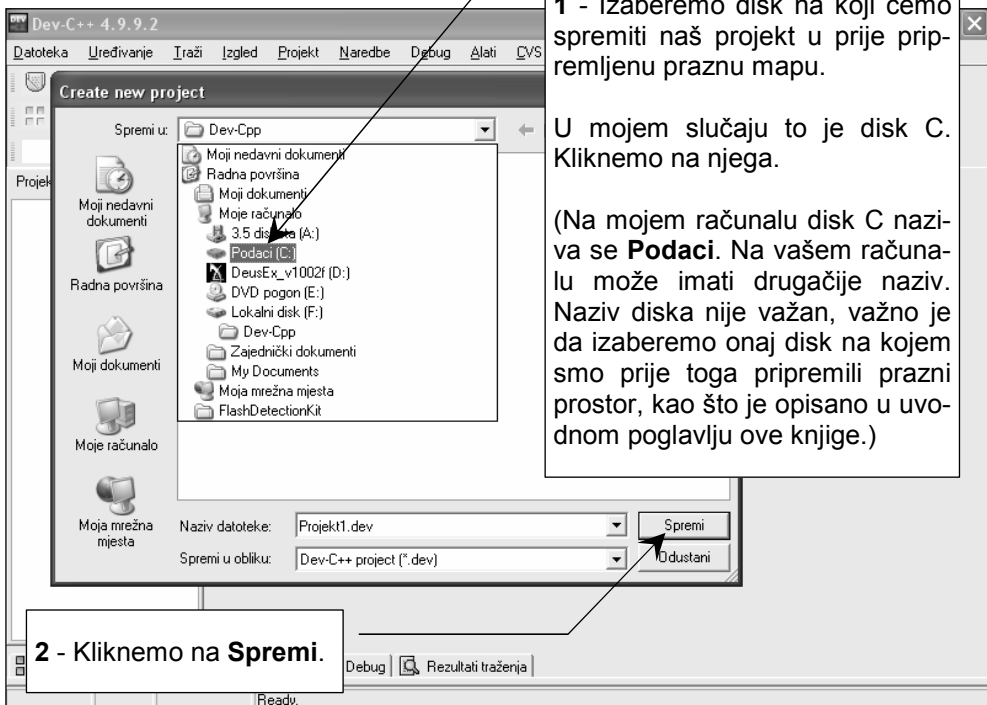 Dev-C++ 4.9.9.2
Datoteka Uređivanje Traži Izgled Projekt Naredbe Debug Alati CVS
Create new project
Spremi u: Dev-Cpp
Projek
Moji nedavni dokumenti
Radna površina
Moji dokumenti
Moje računalo
3.5 disketa (A:)
Podaci (C:)
DeusEx_v1002f (D:)
DVD pogon (E:)
Lokalni disk (F:)
Dev-Cpp
Zajednički dokumenti
My Documents
Moja mrežna mjesta
FlashDetectionKit
Moji nedavni
dokumenti
Radna površina
Moji dokumenti
Moje računalo
Moja mrežna
mjesta
Naziv datoteke: Projekt1.dev Spremi
Spremi u obliku: Dev-C++ project (*.dev) Odustani
1 - Izaberemo disk na koji ćemo
spremiti naš projekt u prije prip-
remljenu praznu mapu.
U mojem slučaju to je disk C.
Kliknemo na njega.
(Na mojem računalu disk C nazi-
va se Podaci. Na vašem računa-
lu može imati drugačije naziv.
Naziv diska nije važan, važno je
da izaberemo onaj disk na kojem
smo prije toga pripremili prazni
prostor, kao što je opisano u uvo-
dnom poglavlju ove knjige.)
2 - Kliknemo na Spremi.
Debug Rezultati traženja
Ready.